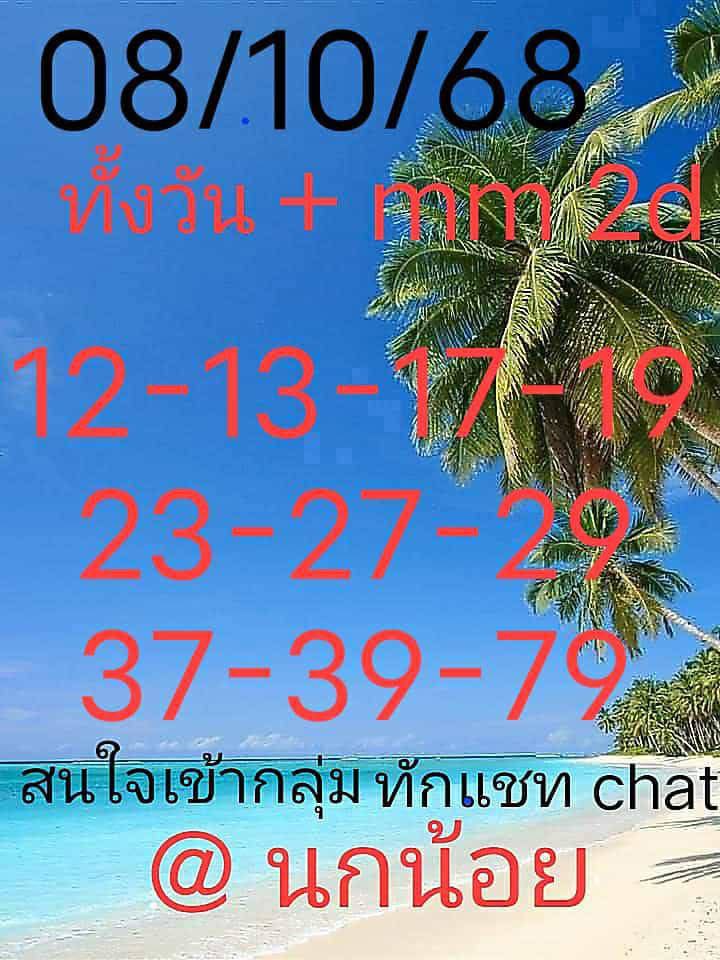 08/10/68
ทั้งวัน + mm 2d
12-13-17-19
23-27-29
37-39-79
สนใจเข้ากลุ่ม ทักแชท chat
@ นกน้อย